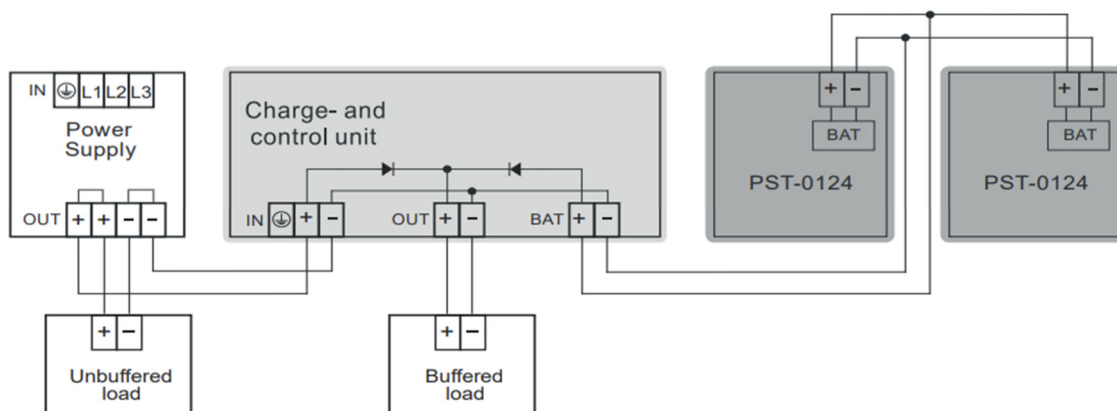 IN ⏚ L1 L2 L3
Power
Supply
OUT + + − −
Charge- and
control unit
IN ⏚ + −
OUT + −
BAT + −
+ −
BAT
PST-0124
+ −
BAT
PST-0124
+ −
Unbuffered
load
+ −
Buffered
load